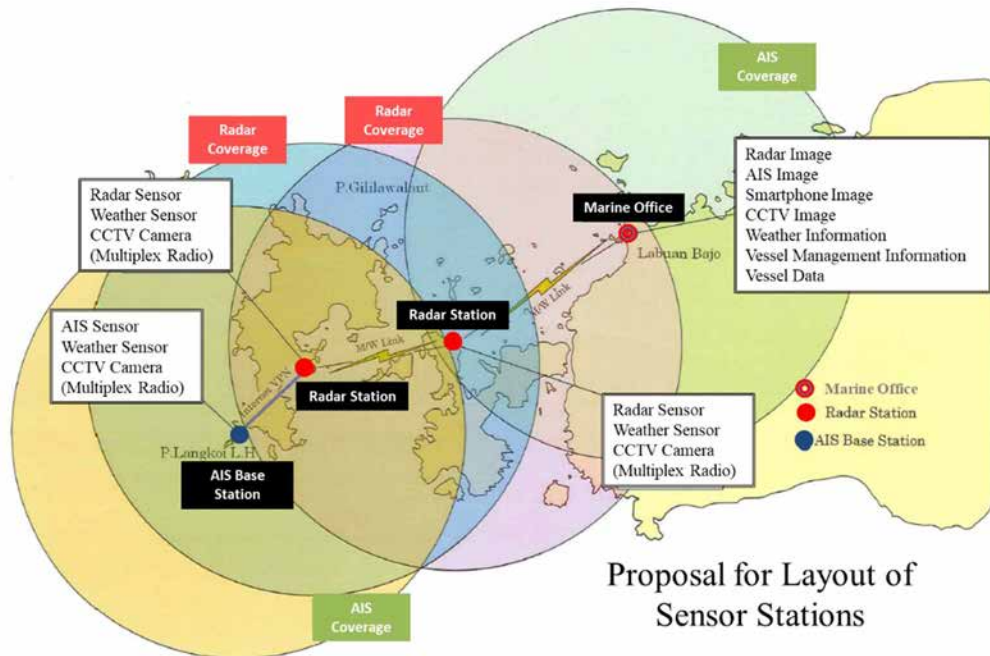 AIS
Coverage
Radar
Coverage
Radar
Coverage
Radar Sensor
Weather Sensor
CCTV Camera
(Multiplex Radio)
P.Gililawalaut
Marine Office
Labuan Bajo
Radar Image
AIS Image
Smartphone Image
CCTV Image
Weather Information
Vessel Management Information
Vessel Data
AIS Sensor
Weather Sensor
CCTV Camera
(Multiplex Radio)
Radar Station
M/W Link
M/W Link
Radar Station
Internet VPN
P.Langkoi L.H
AIS Base
Station
Radar Sensor
Weather Sensor
CCTV Camera
(Multiplex Radio)
Marine Office
Radar Station
AIS Base Station
AIS
Coverage
Proposal for Layout of
Sensor Stations